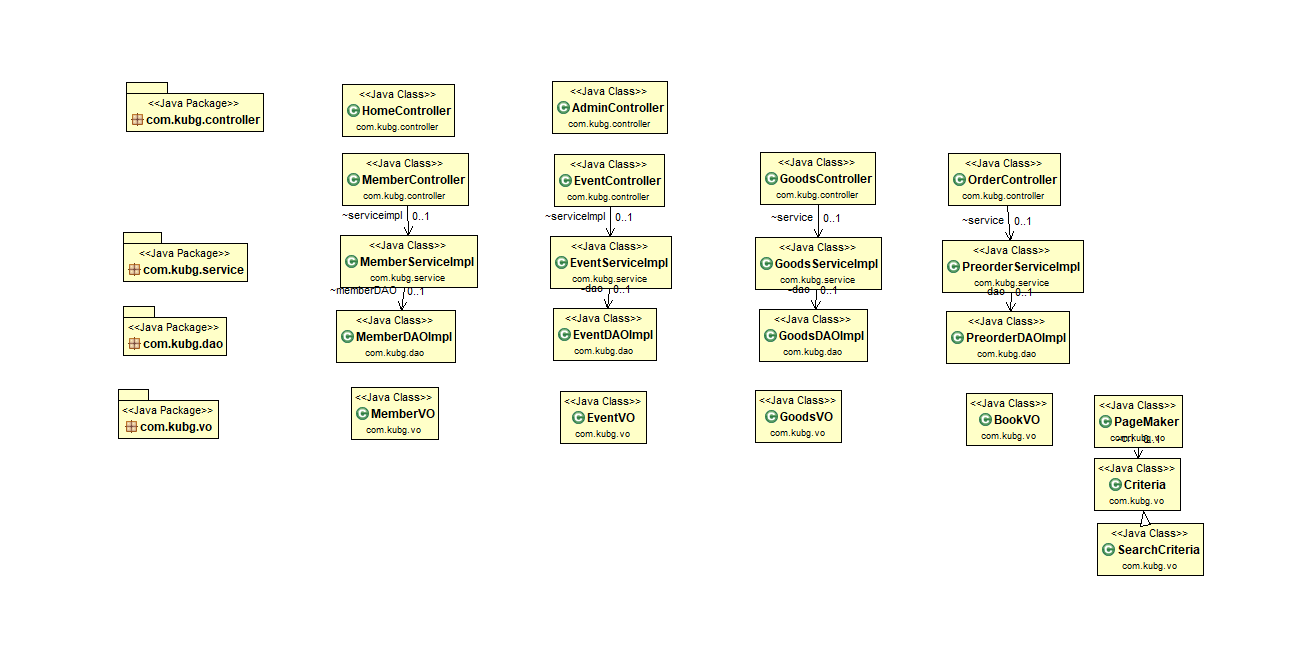 <<Java Package>>
com.kubg.controller
<<Java Class>>
HomeController
com.kubg.controller
<<Java Class>>
AdminController
com.kubg.controller
<<Java Class>>
MemberController
com.kubg.controller
<<Java Class>>
EventController
com.kubg.controller
<<Java Class>>
GoodsController
com.kubg.controller
<<Java Class>>
OrderController
com.kubg.controller
~serviceimpl 0..1
~serviceImpl 0..1
~service 0..1
~service 0..1
<<Java Package>>
com.kubg.service
<<Java Class>>
MemberServiceImpl
com.kubg.service
<<Java Class>>
EventServiceImpl
com.kubg.service
<<Java Class>>
GoodsServiceImpl
com.kubg.service
<<Java Class>>
PreorderServiceImpl
com.kubg.service
~memberDAO 0..1
~dao 0..1
~dao 0..1
dao 0..1
<<Java Package>>
com.kubg.dao
<<Java Class>>
MemberDAOImpl
com.kubg.dao
<<Java Class>>
EventDAOImpl
com.kubg.dao
<<Java Class>>
GoodsDAOImpl
com.kubg.dao
<<Java Class>>
PreorderDAOImpl
com.kubg.dao
<<Java Package>>
com.kubg.vo
<<Java Class>>
MemberVO
com.kubg.vo
<<Java Class>>
EventVO
com.kubg.vo
<<Java Class>>
GoodsVO
com.kubg.vo
<<Java Class>>
BookVO
com.kubg.vo
<<Java Class>>
PageMaker
com.kubg.vo
<<Java Class>>
Criteria
com.kubg.vo
<<Java Class>>
SearchCriteria
com.kubg.vo